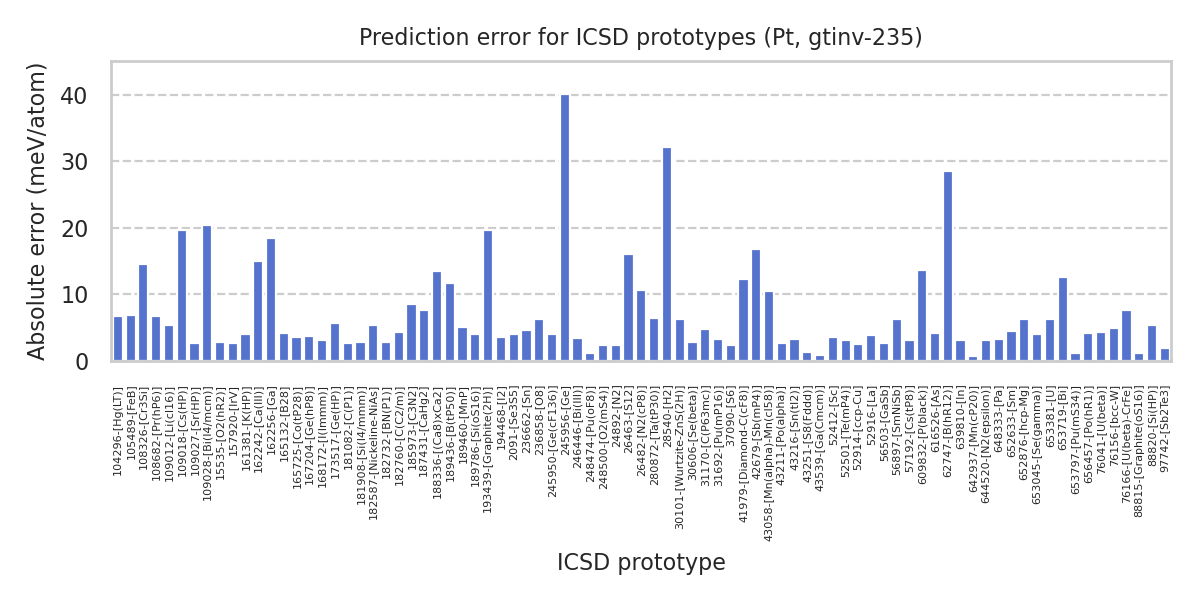 Prediction error for ICSD prototypes (Pt, gtinv-235)
Absolute error (meV/atom)
40
30
20
10
0
104296-[Hg(LT)]
105489-[FeB]
108326-[Cr3Si]
108682-[Pr(hP6)]
109012-[Li(cI16)]
109018-[Cs(HP)]
109027-[Sr(HP)]
109028-[Bi(I4/mcm)]
15535-[O2(hR2)]
157920-[IrV]
161381-[K(HP)]
162242-[Ca(III)]
162256-[Ga]
165132-[B28]
165725-[Co(tP28)]
167204-[Ge(hP8)]
168172-[I(Immm)]
173517-[Ge(HP)]
181082-[C(P1)]
181908-[Si(I4/mmm)]
182587-[Nickeline-NiAs]
182732-[BN(P1)]
182760-[C(C2/m)]
185973-[C3N2]
187431-[CaHg2]
188336-[(Ca8)xCa2]
189436-[B(tP50)]
189460-[MnP]
189786-[Si(oS16)]
193439-[Graphite(2H)]
194468-[I2]
2091-[Se3S5]
236662-[Sn]
236858-[O8]
245950-[Ge(cF136)]
245956-[Ge]
246446-[Bi(III)]
248474-[Pu(oF8)]
248500-[O2(mS4)]
24892-[N2]
26463-[S12]
26482-[N2(cP8)]
280872-[Ta(tP30)]
28540-[H2]
30101-[Wurtzite-ZnS(2H)]
30606-[Se(beta)]
31170-[C(P63mc)]
31692-[Pu(mP16)]
37090-[S6]
41979-[Diamond-C(cF8)]
42679-[Sb(mP4)]
43058-[Mn(alpha)-Mn(cI58)]
43211-[Po(alpha)]
43216-[Sn(tI2)]
43251-[S8(Fddd)]
43539-[Ga(Cmcm)]
52412-[Sc]
52501-[Te(mP4)]
52914-[ccp-Cu]
52916-[La]
56503-[GaSb]
56897-[SmNiSb]
57192-[Cs(tP8)]
609832-[P(black)]
616526-[As]
62747-[B(hR12)]
639810-[In]
642937-[Mn(cP20)]
644520-[N2(epsilon)]
648333-[Pa]
652633-[Sm]
652876-[hcp-Mg]
653045-[Se(gamma)]
653381-[U]
653719-[Bi]
653797-[Pu(mS34)]
656457-[Po(hR1)]
76041-[U(beta)]
76156-[bcc-W]
76166-[U(beta)-CrFe]
88815-[Graphite(oS16)]
88820-[Si(HP)]
97742-[Sb2Te3]
ICSD prototype